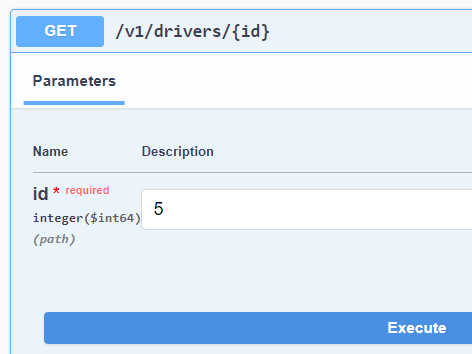 GET /v1/drivers/{id}
Parameters
Name Description
id * required
integer($int64)
(path)
5
Execute